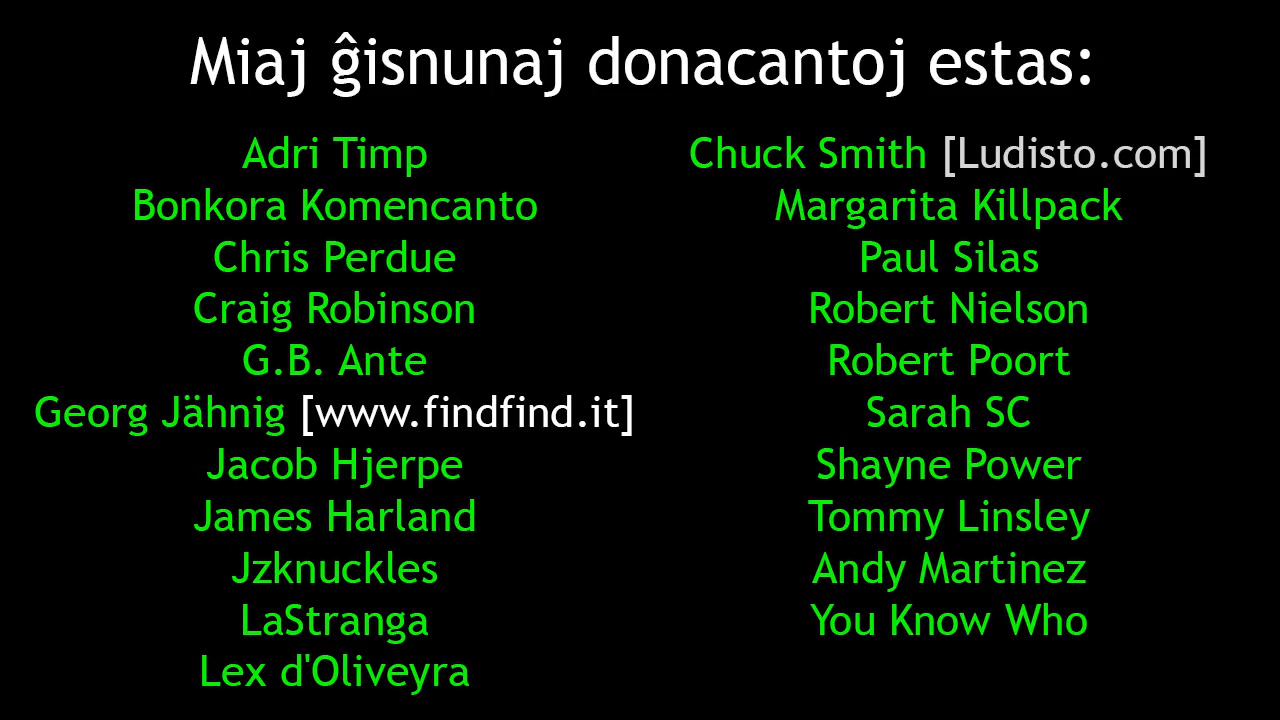 Miaj ĝisnunaj donacantoj estas:
Adri Timp
Bonkora Komencanto
Chris Perdue
Craig Robinson
G.B. Ante
Georg Jähnig [www.findfind.it]
Jacob Hjerpe
James Harland
Jzknuckles
LaStranga
Lex d'Oliveyra
Chuck Smith [Ludisto.com]
Margarita Killpack
Paul Silas
Robert Nielson
Robert Poort
Sarah SC
Shayne Power
Tommy Linsley
Andy Martinez
You Know Who